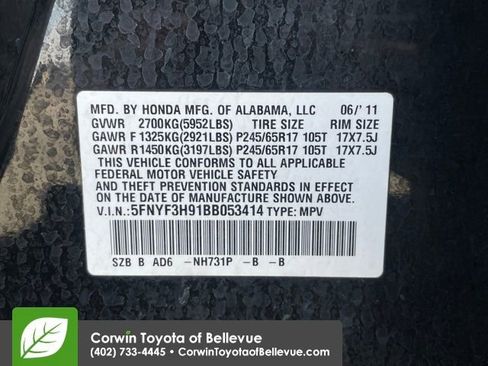 MFD. BY HONDA MFG. OF ALABAMA, LLC 06/'11
GVWR 2700KG(5952LBS) TIRE SIZE RIM SIZE
GAWR F 1325KG(2921LBS) P245/65R17 105T 17X7.5J
GAWR R1450KG(3197LBS) P245/65R17 105T 17X7.5J
THIS VEHICLE CONFORMS TO ALL APPLICABLE
FEDERAL MOTOR VEHICLE SAFETY
AND THEFT PREVENTION STANDARDS IN EFFECT
ON THE DATE OF MANUFACTURE SHOWN ABOVE.
V.I.N: 5FNYF3H91BB053414 TYPE: MPV
SZB B AD6 -NH731P -B -B
Corwin Toyota of Bellevue
(402) 733-4445 • CorwinToyotaofBellevue.com